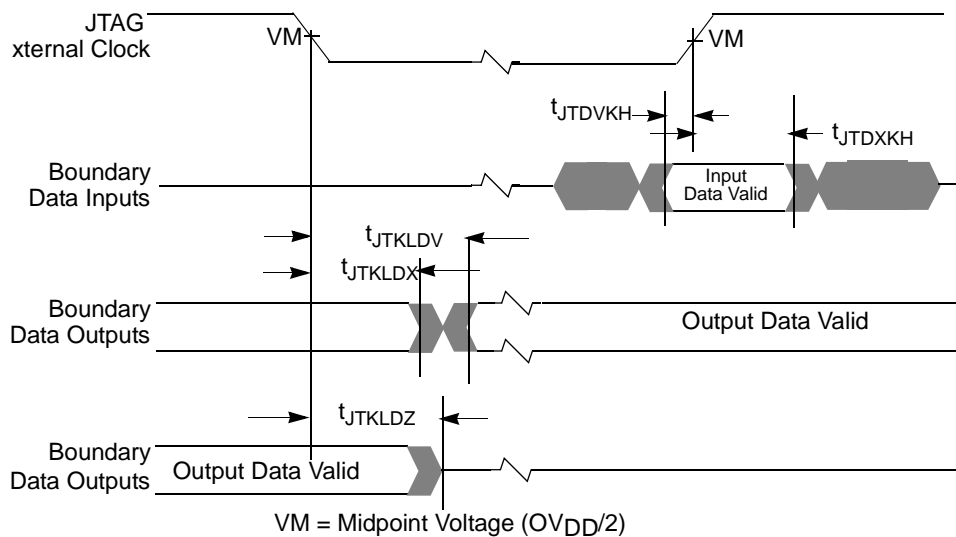 JTAG
xternal Clock
VM
VM
tJTDVKH
tJTDXKH
Boundary
Data Inputs
Input
Data Valid
tJTKLDV
tJTKLDX
Boundary
Data Outputs
Output Data Valid
tJTKLDZ
Boundary
Data Outputs
Output Data Valid
VM = Midpoint Voltage (OVDD/2)